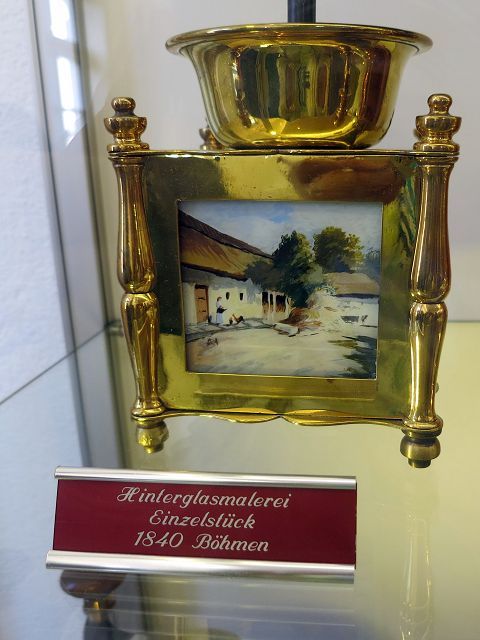 Hinterglasmalerei
Einzelstück
1840 Böhmen